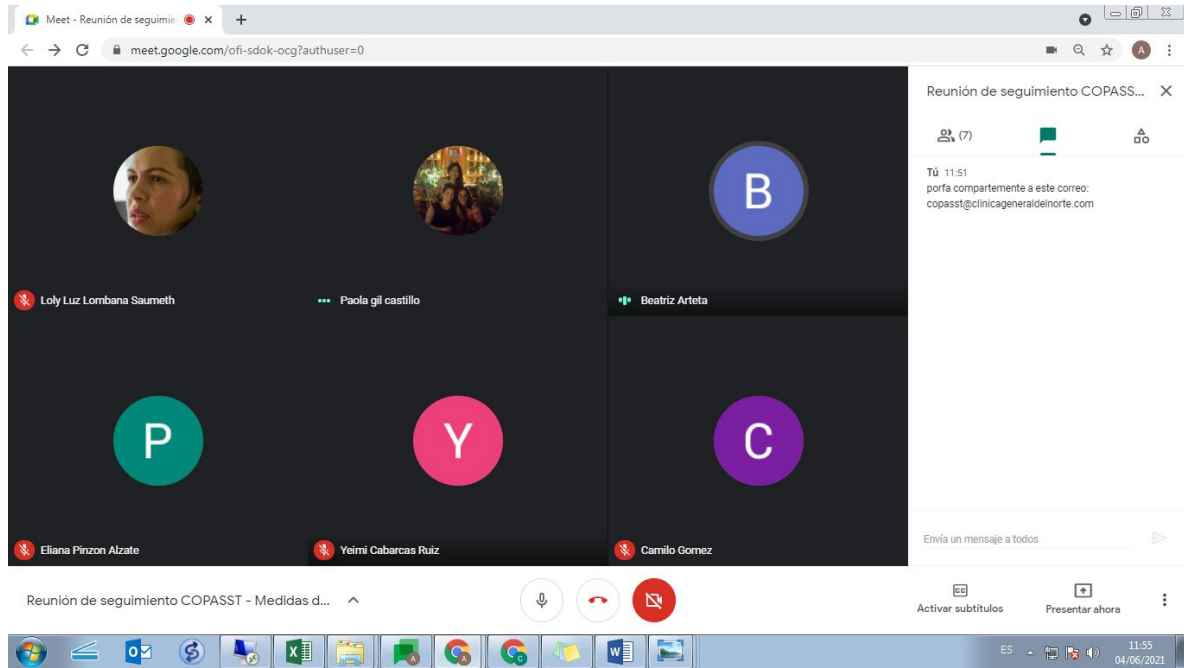 Meet - Reunión de seguimie
meet.google.com/ofi-sdok-ocg?authuser=0
A
Reunión de seguimiento COPASS...
(7)
Tú 11:51
porfa compartemente a este correo:
copasst@clinicageneraldelnorte.com
B
Loly Luz Lombana Saumeth
Paola gil castillo
Beatriz Arteta
P
Y
C
Eliana Pinzon Alzate
Yeimi Cabarcas Ruiz
Camilo Gomez
Envía un mensaje a todos
Reunión de seguimiento COPASST - Medidas d...
CC
Activar subtítulos
Presentar ahora
ES
11:55
04/06/2021